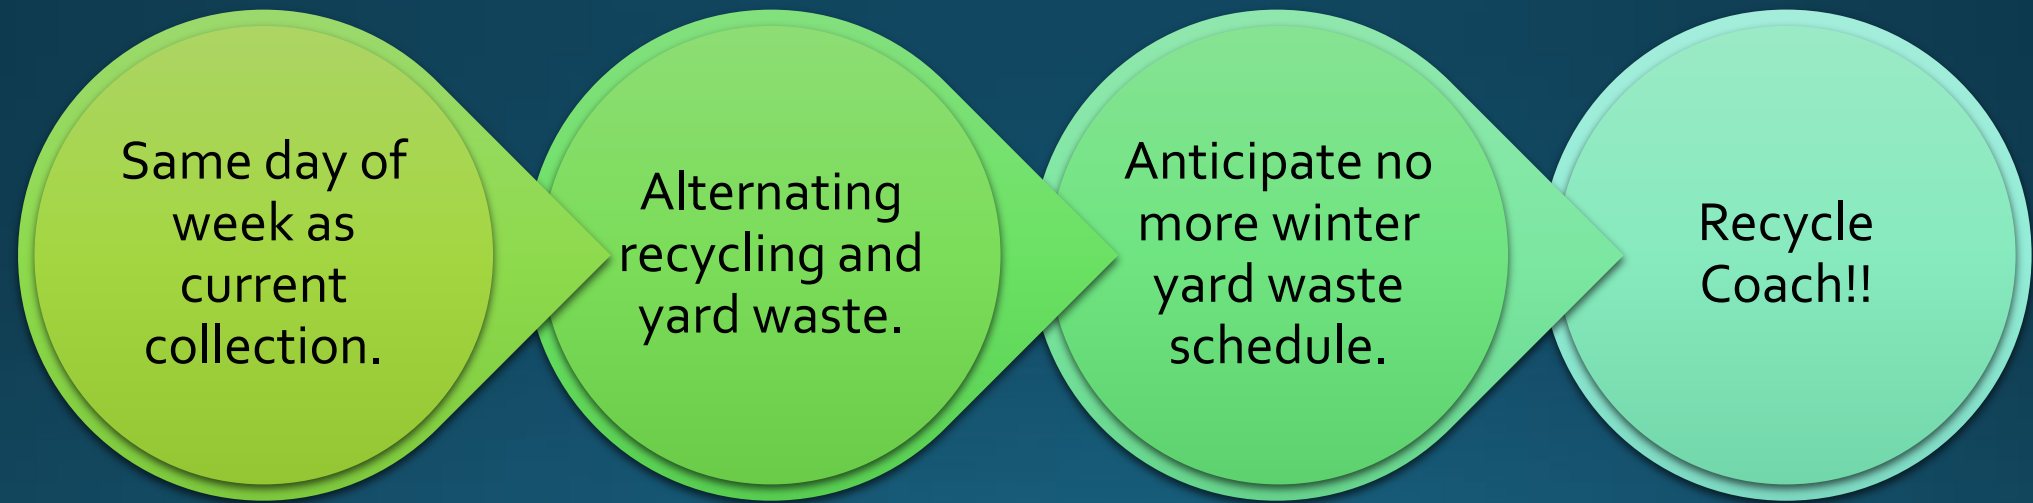 Same day of
week as
current
collection.
Alternating
recycling and
yard waste.
Anticipate no
more winter
yard waste
schedule.
Recycle
Coach!!